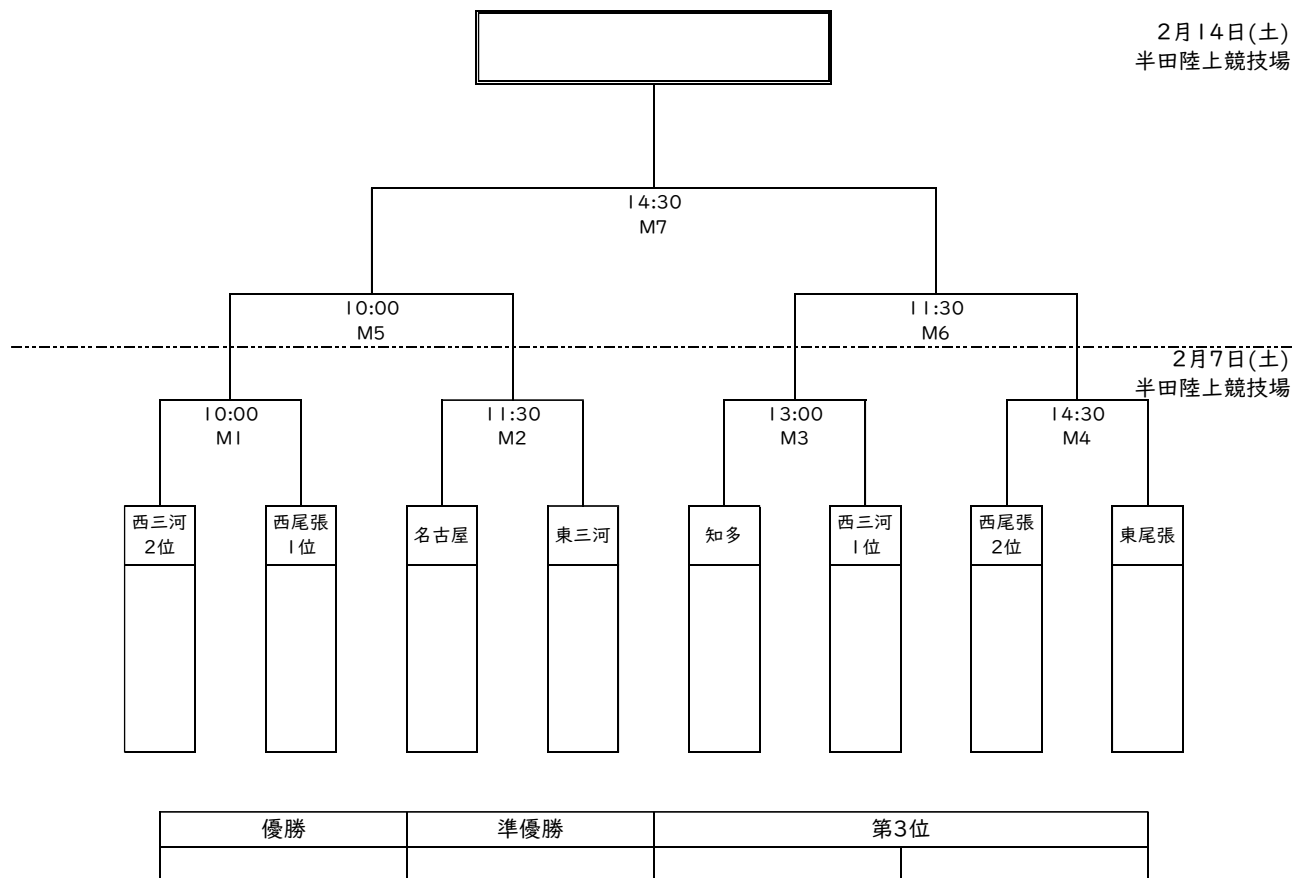 2月14日(土)
半田陸上競技場
14:30
M7
10:00
M5
11:30
M6
2月7日(土)
半田陸上競技場
10:00
M1
11:30
M2
13:00
M3
14:30
M4
西三河
2位
西尾張
1位
名古屋
東三河
知多
西三河
1位
西尾張
2位
東尾張
優勝
準優勝
第3位